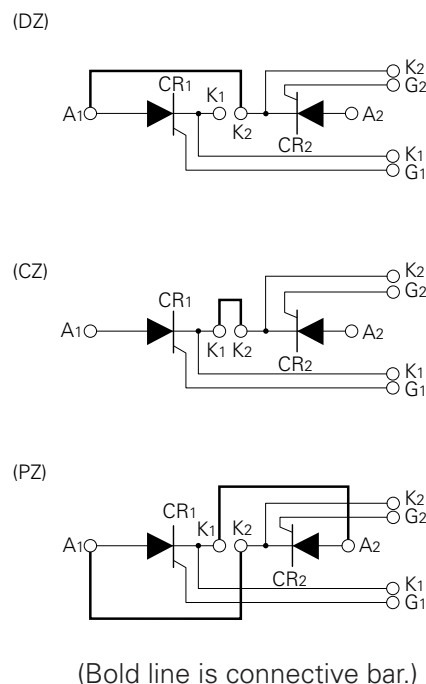 (DZ)
CR1 K1 K2
G2
A1 K2 A2
CR2
K1
G1
(CZ)
CR1 K2
G2
A1 K1 K2 A2
CR2
K1
G1
(PZ)
CR1 K1 K2 K2
G2
A1 A2
CR2
K1
G1
(Bold line is connective bar.)